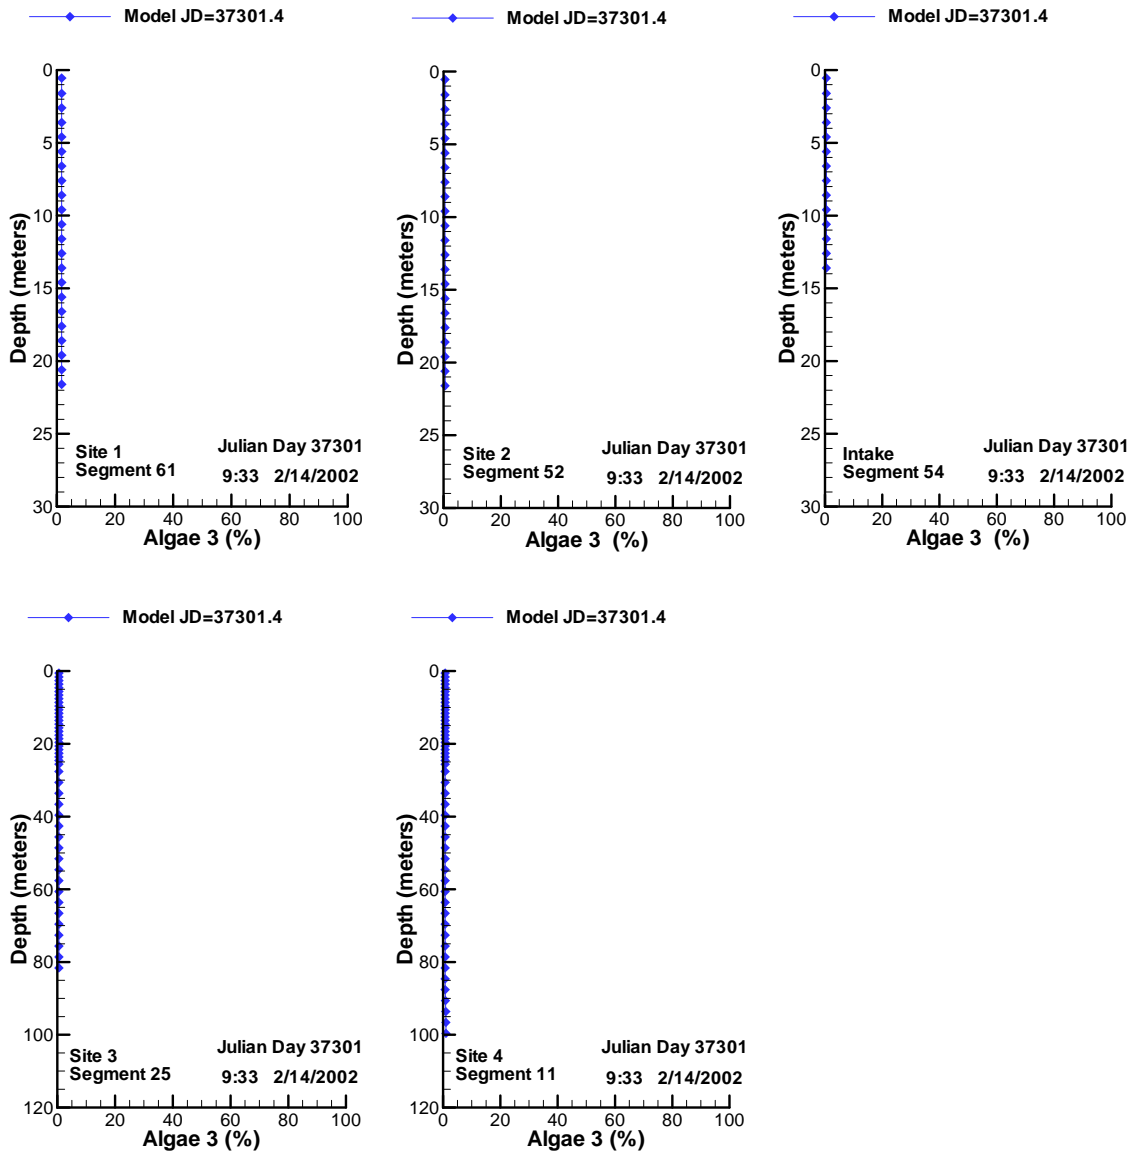 Model JD=37301.4
0
5
10
15
20
25
30
Depth (meters)
Site 1
Segment 61
Julian Day 37301
9:33 2/14/2002
0 20 40 60 80 100
Algae 3 (%)
Model JD=37301.4
0
5
10
15
20
25
30
Depth (meters)
Site 2
Segment 52
Julian Day 37301
9:33 2/14/2002
0 20 40 60 80 100
Algae 3 (%)
Model JD=37301.4
0
5
10
15
20
25
30
Depth (meters)
Intake
Segment 54
Julian Day 37301
9:33 2/14/2002
0 20 40 60 80 100
Algae 3 (%)
Model JD=37301.4
0
20
40
60
80
100
120
Depth (meters)
Site 3
Segment 25
Julian Day 37301
9:33 2/14/2002
0 20 40 60 80 100
Algae 3 (%)
Model JD=37301.4
0
20
40
60
80
100
120
Depth (meters)
Site 4
Segment 11
Julian Day 37301
9:33 2/14/2002
0 20 40 60 80 100
Algae 3 (%)